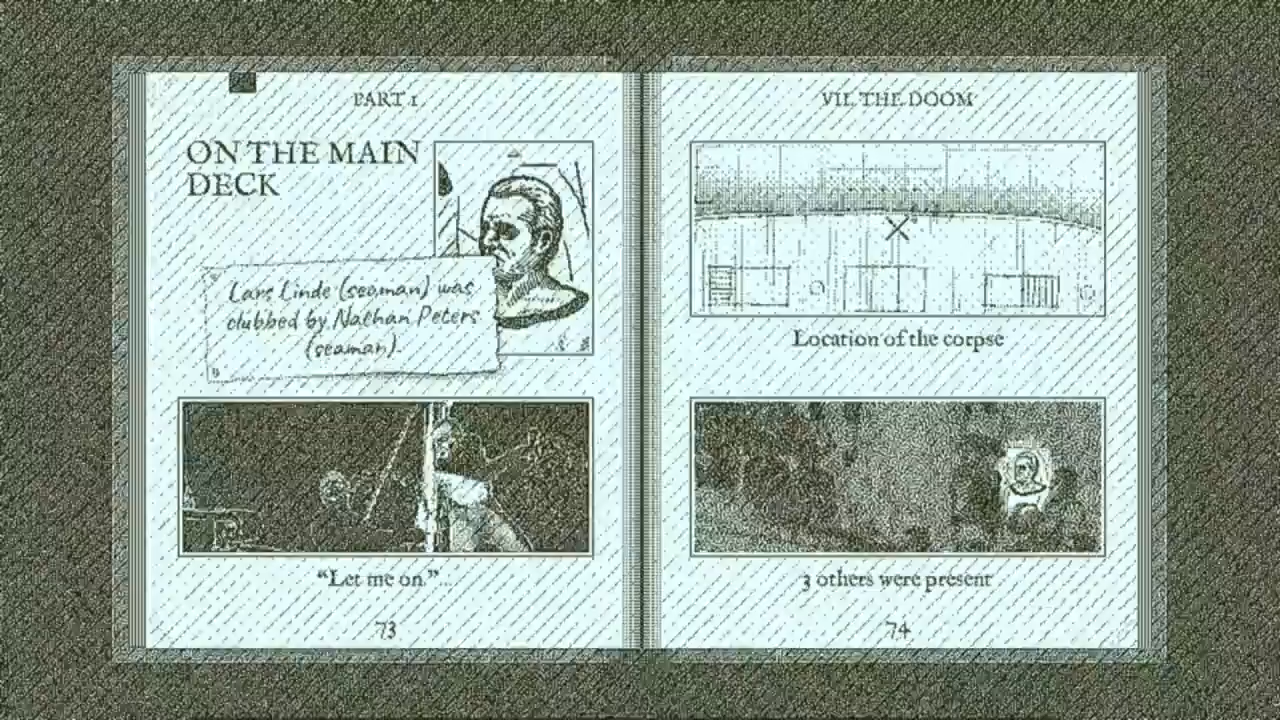 PART 1
ON THE MAIN
DECK
Lars Linde (seaman) was
clubbed by Nathan Peters
(seaman).
"Let me on."...
73
VII. THE DOOM
Location of the corpse
3 others were present
74